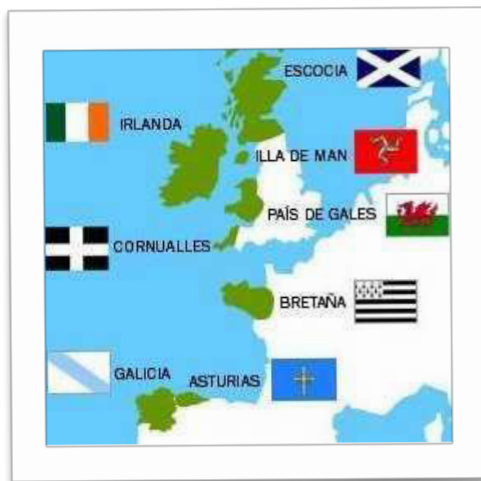 ESCOCIA
IRLANDA
ILLA DE MAN
PAÍS DE GALES
CORNUALLES
BRETAÑA
GALICIA
ASTURIAS